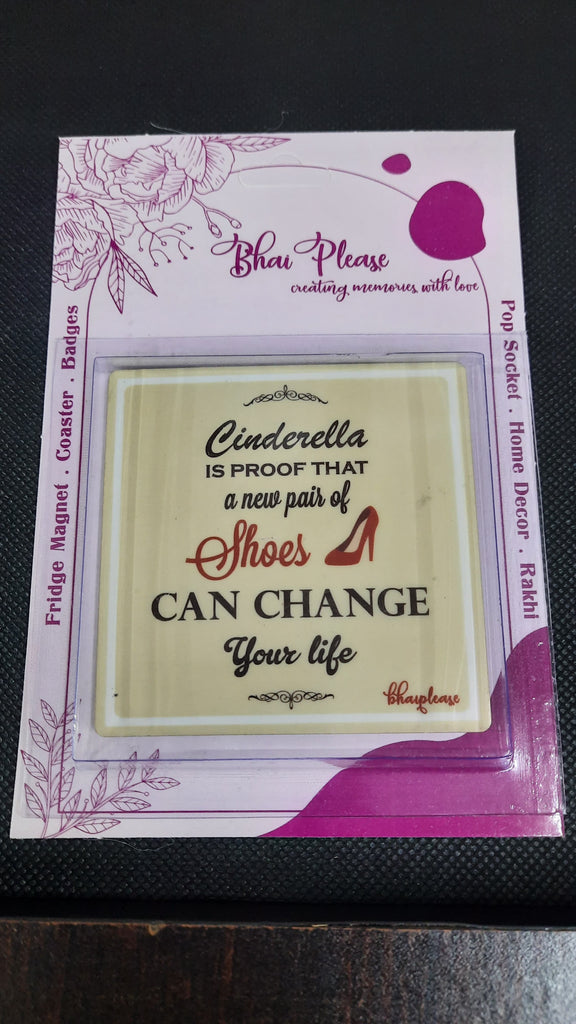 Bhai Please
creating memories with love
Fridge Magnet . Coaster . Badges
Pop Socket . Home Decor . Rakhi
Cinderella
IS PROOF THAT
a new pair of
Shoes
CAN CHANGE
Your life
bhaiplease